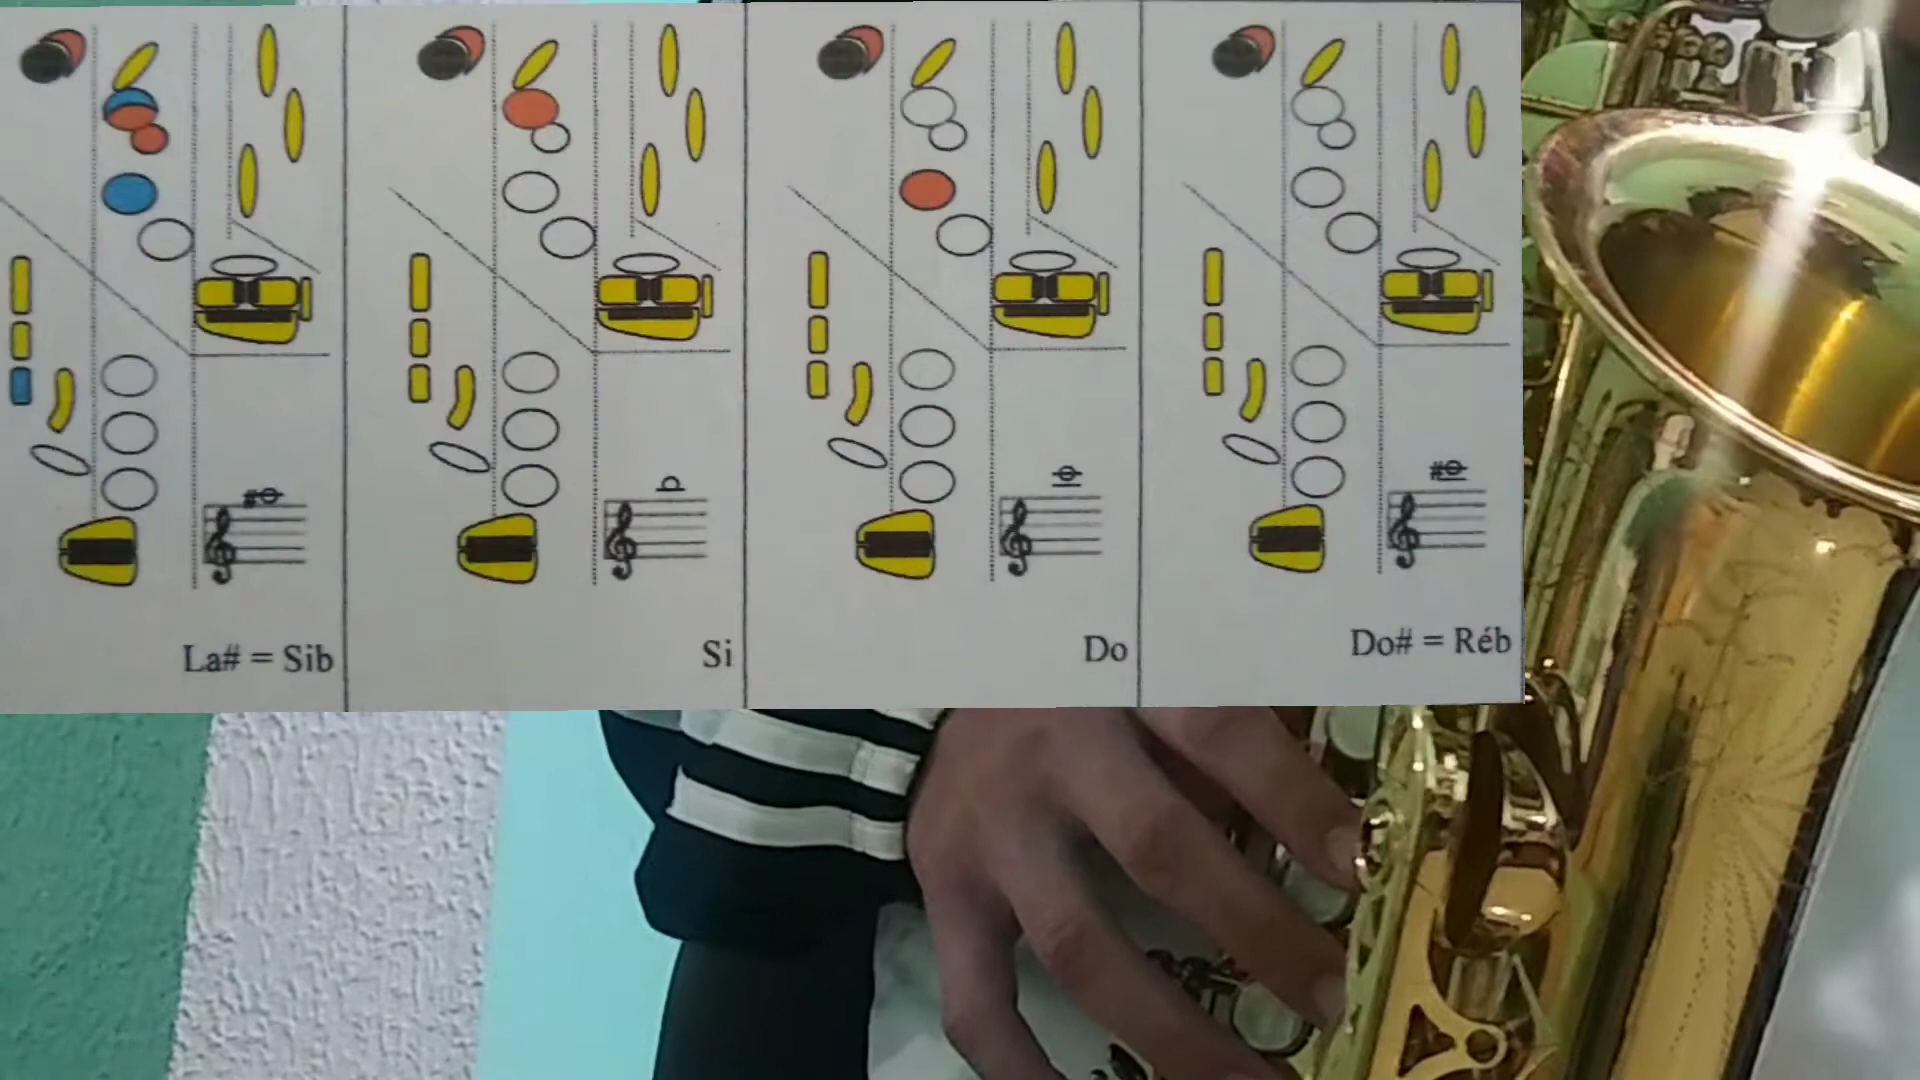 La# = Sib
Si
Do
Do# = Réb